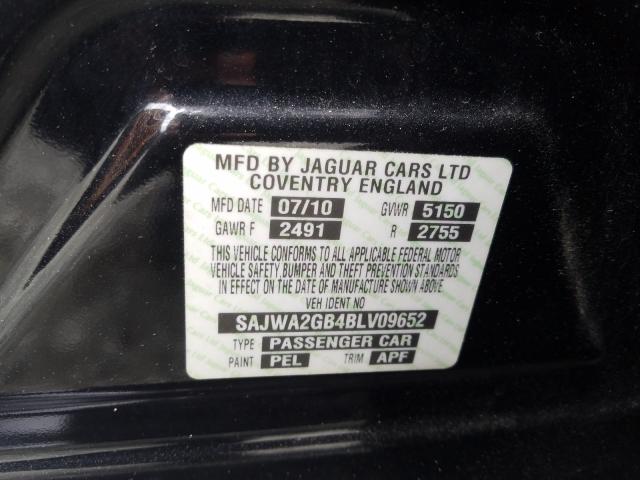 MFD BY JAGUAR CARS LTD
COVENTRY ENGLAND
MFD DATE 07/10 GVWR 5150
GAWR F 2491 R 2755
THIS VEHICLE CONFORMS TO ALL APPLICABLE FEDERAL MOTOR
VEHICLE SAFETY BUMPER AND THEFT PREVENTION STANDARDS
IN EFFECT ON THE DATE OF MANUFACTURE SHOWN ABOVE.
VEH IDENT NO
SAJWA2GB4BLV09652
TYPE PASSENGER CAR
PAINT PEL TRIM APF